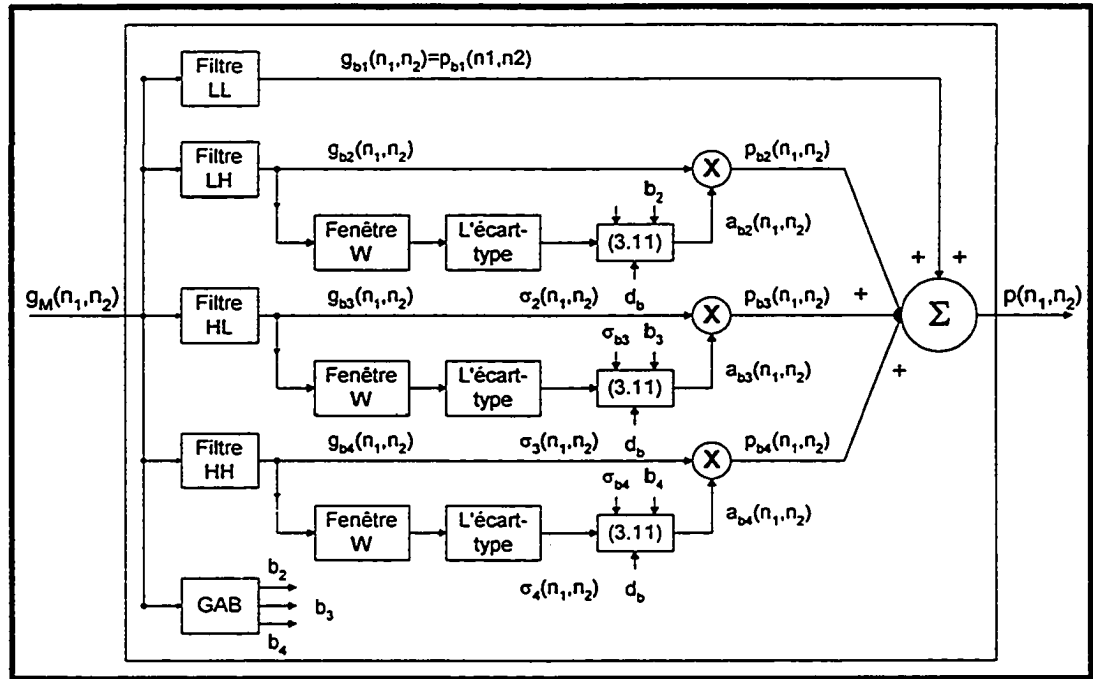 Filtre
LL
g_b1(n_1,n_2)=p_b1(n1,n2)
Filtre
LH
g_b2(n_1,n_2)
X
p_b2(n_1,n_2)
b_2
Fenêtre
W
L'écart-
type
(3.11)
a_b2(n_1,n_2)
+ +
g_M(n_1,n_2)
Filtre
HL
g_b3(n_1,n_2)
σ_2(n_1,n_2)
d_b
X
p_b3(n_1,n_2)
+
Σ
p(n_1,n_2)
σ_b3
b_3
Fenêtre
W
L'écart-
type
(3.11)
a_b3(n_1,n_2)
+
Filtre
HH
g_b4(n_1,n_2)
σ_3(n_1,n_2)
d_b
X
p_b4(n_1,n_2)
σ_b4
b_4
Fenêtre
W
L'écart-
type
(3.11)
a_b4(n_1,n_2)
σ_4(n_1,n_2)
d_b
GAB
b_2
b_3
b_4